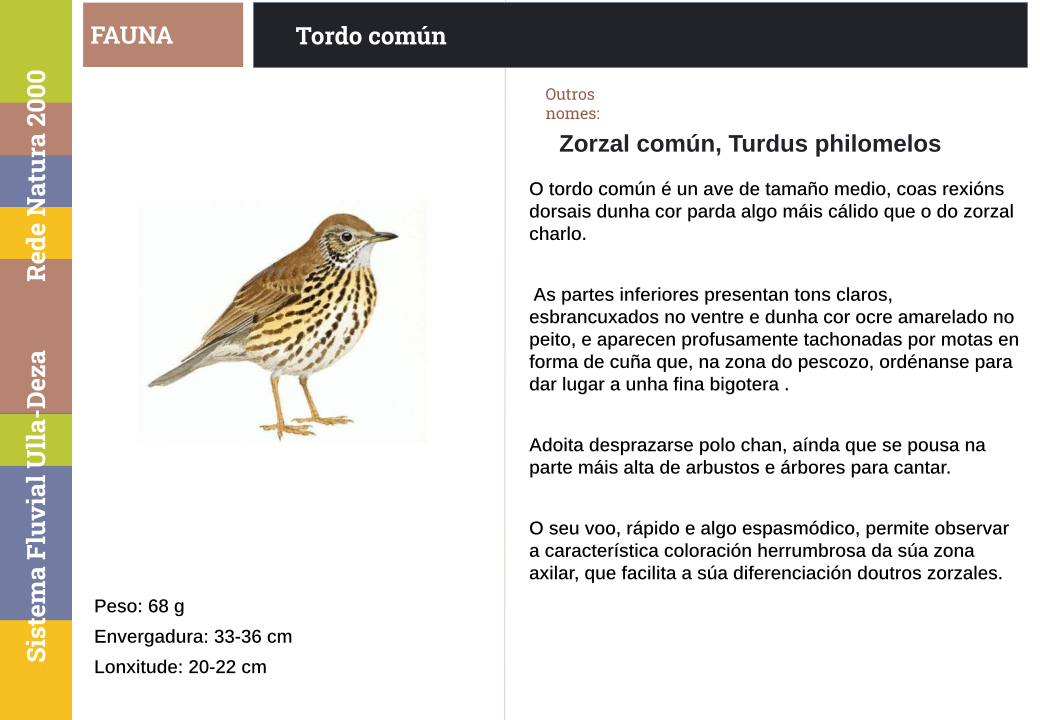 FAUNA
Tordo común
Sistema Fluvial Ulla-Deza Rede Natura 2000
Outros
nomes:
Zorzal común, Turdus philomelos
O tordo común é un ave de tamaño medio, coas rexións
dorsais dunha cor parda algo máis cálido que o do zorzal
charlo.
As partes inferiores presentan tons claros,
esbrancuxados no ventre e dunha cor ocre amarelado no
peito, e aparecen profusamente tachonadas por motas en
forma de cuña que, na zona do pescozo, ordénanse para
dar lugar a unha fina bigotera .
Adoita desprazarse polo chan, aínda que se pousa na
parte máis alta de arbustos e árbores para cantar.
O seu voo, rápido e algo espasmódico, permite observar
a característica coloración herrumbrosa da súa zona
axilar, que facilita a súa diferenciación doutros zorzales.
Peso: 68 g
Envergadura: 33-36 cm
Lonxitude: 20-22 cm